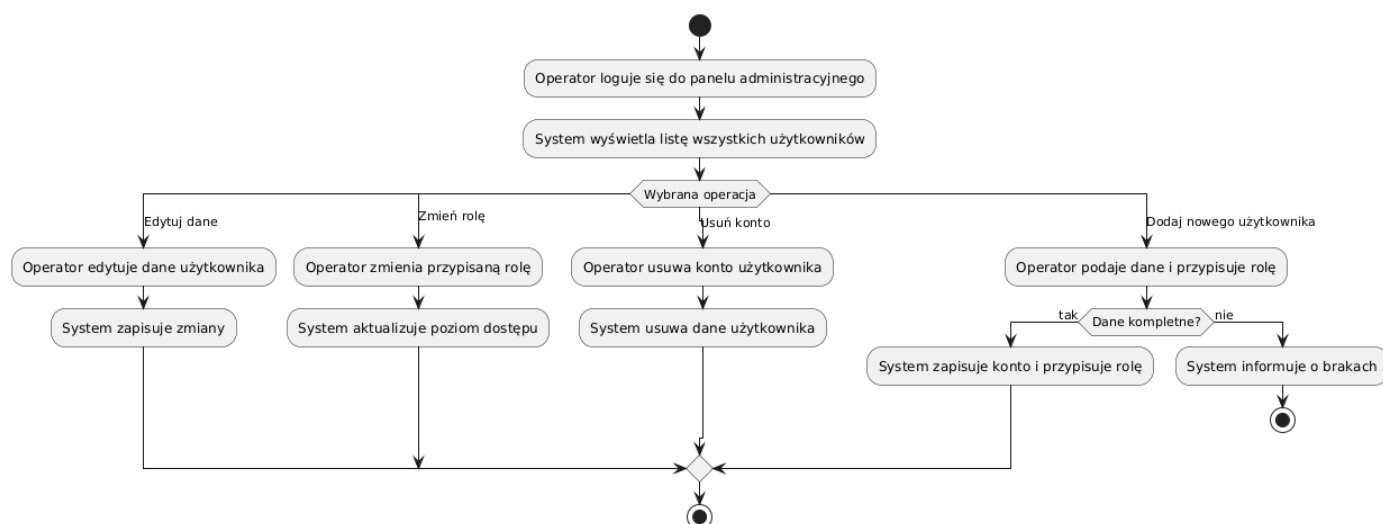 Operator loguje się do panelu administracyjnego
System wyświetla listę wszystkich użytkowników
Wybrana operacja
Edytuj dane
Zmień rolę
Usuń konto
Dodaj nowego użytkownika
Operator edytuje dane użytkownika
Operator zmienia przypisaną rolę
Operator usuwa konto użytkownika
Operator podaje dane i przypisuje rolę
System zapisuje zmiany
System aktualizuje poziom dostępu
System usuwa dane użytkownika
tak
Dane kompletne?
nie
System zapisuje konto i przypisuje rolę
System informuje o brakach